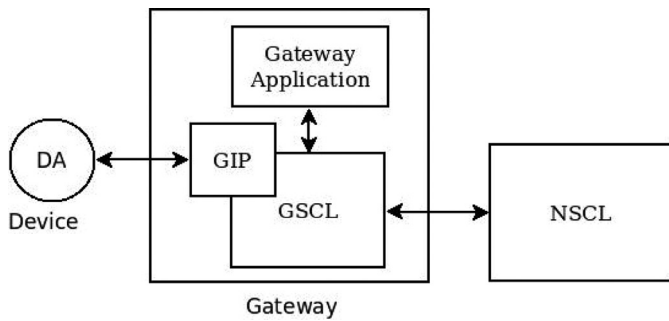 Gateway
Application
DA
GIP
GSCL
NSCL
Device
Gateway